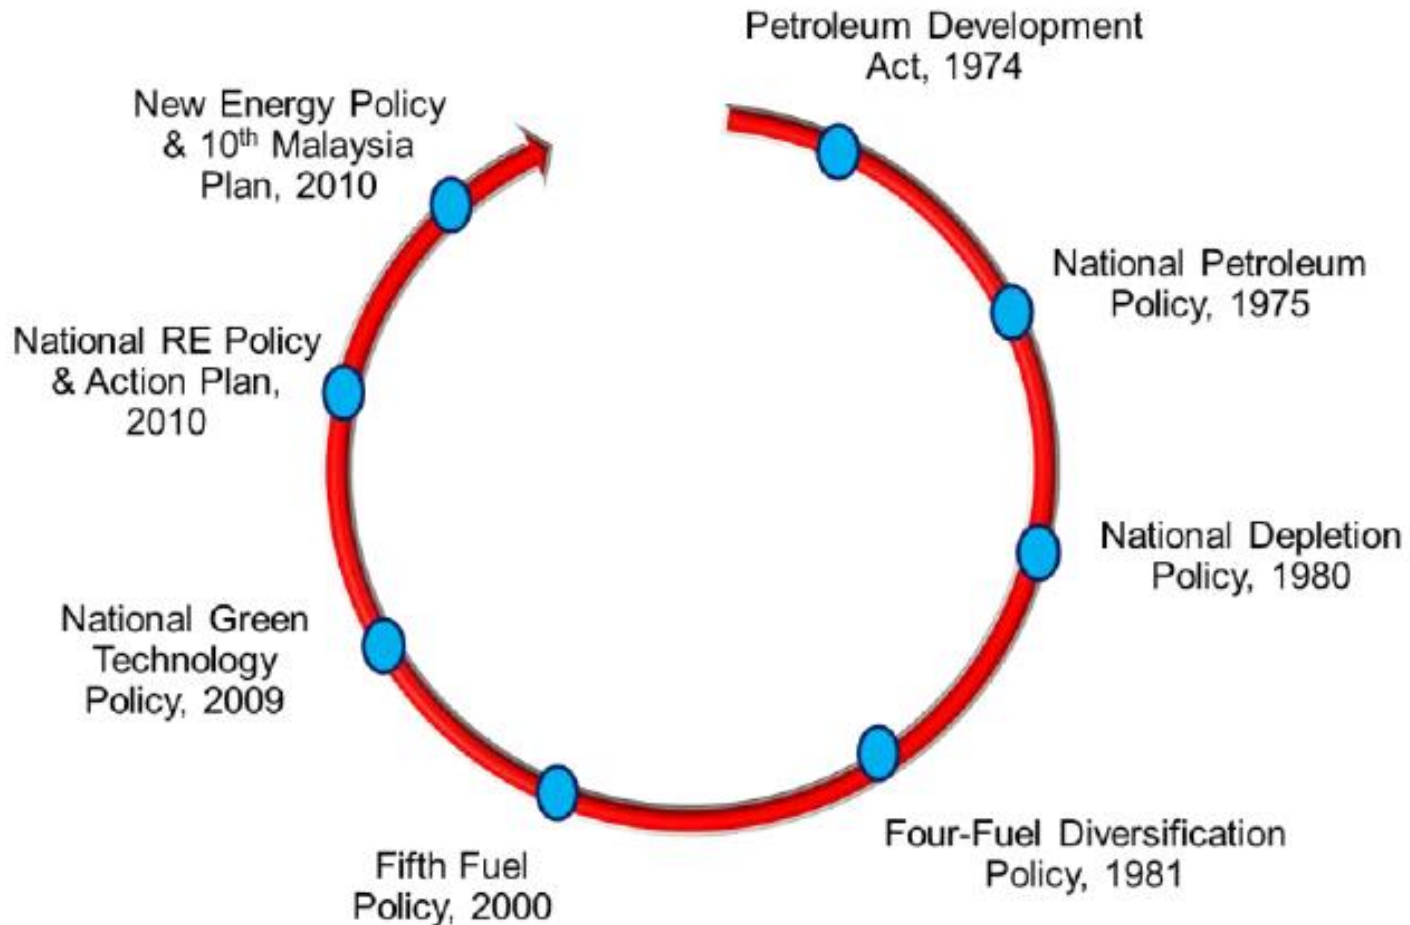 Petroleum Development
Act, 1974
National Petroleum
Policy, 1975
National Depletion
Policy, 1980
Four-Fuel Diversification
Policy, 1981
Fifth Fuel
Policy, 2000
National Green
Technology
Policy, 2009
National RE Policy
& Action Plan,
2010
New Energy Policy
& 10th Malaysia
Plan, 2010